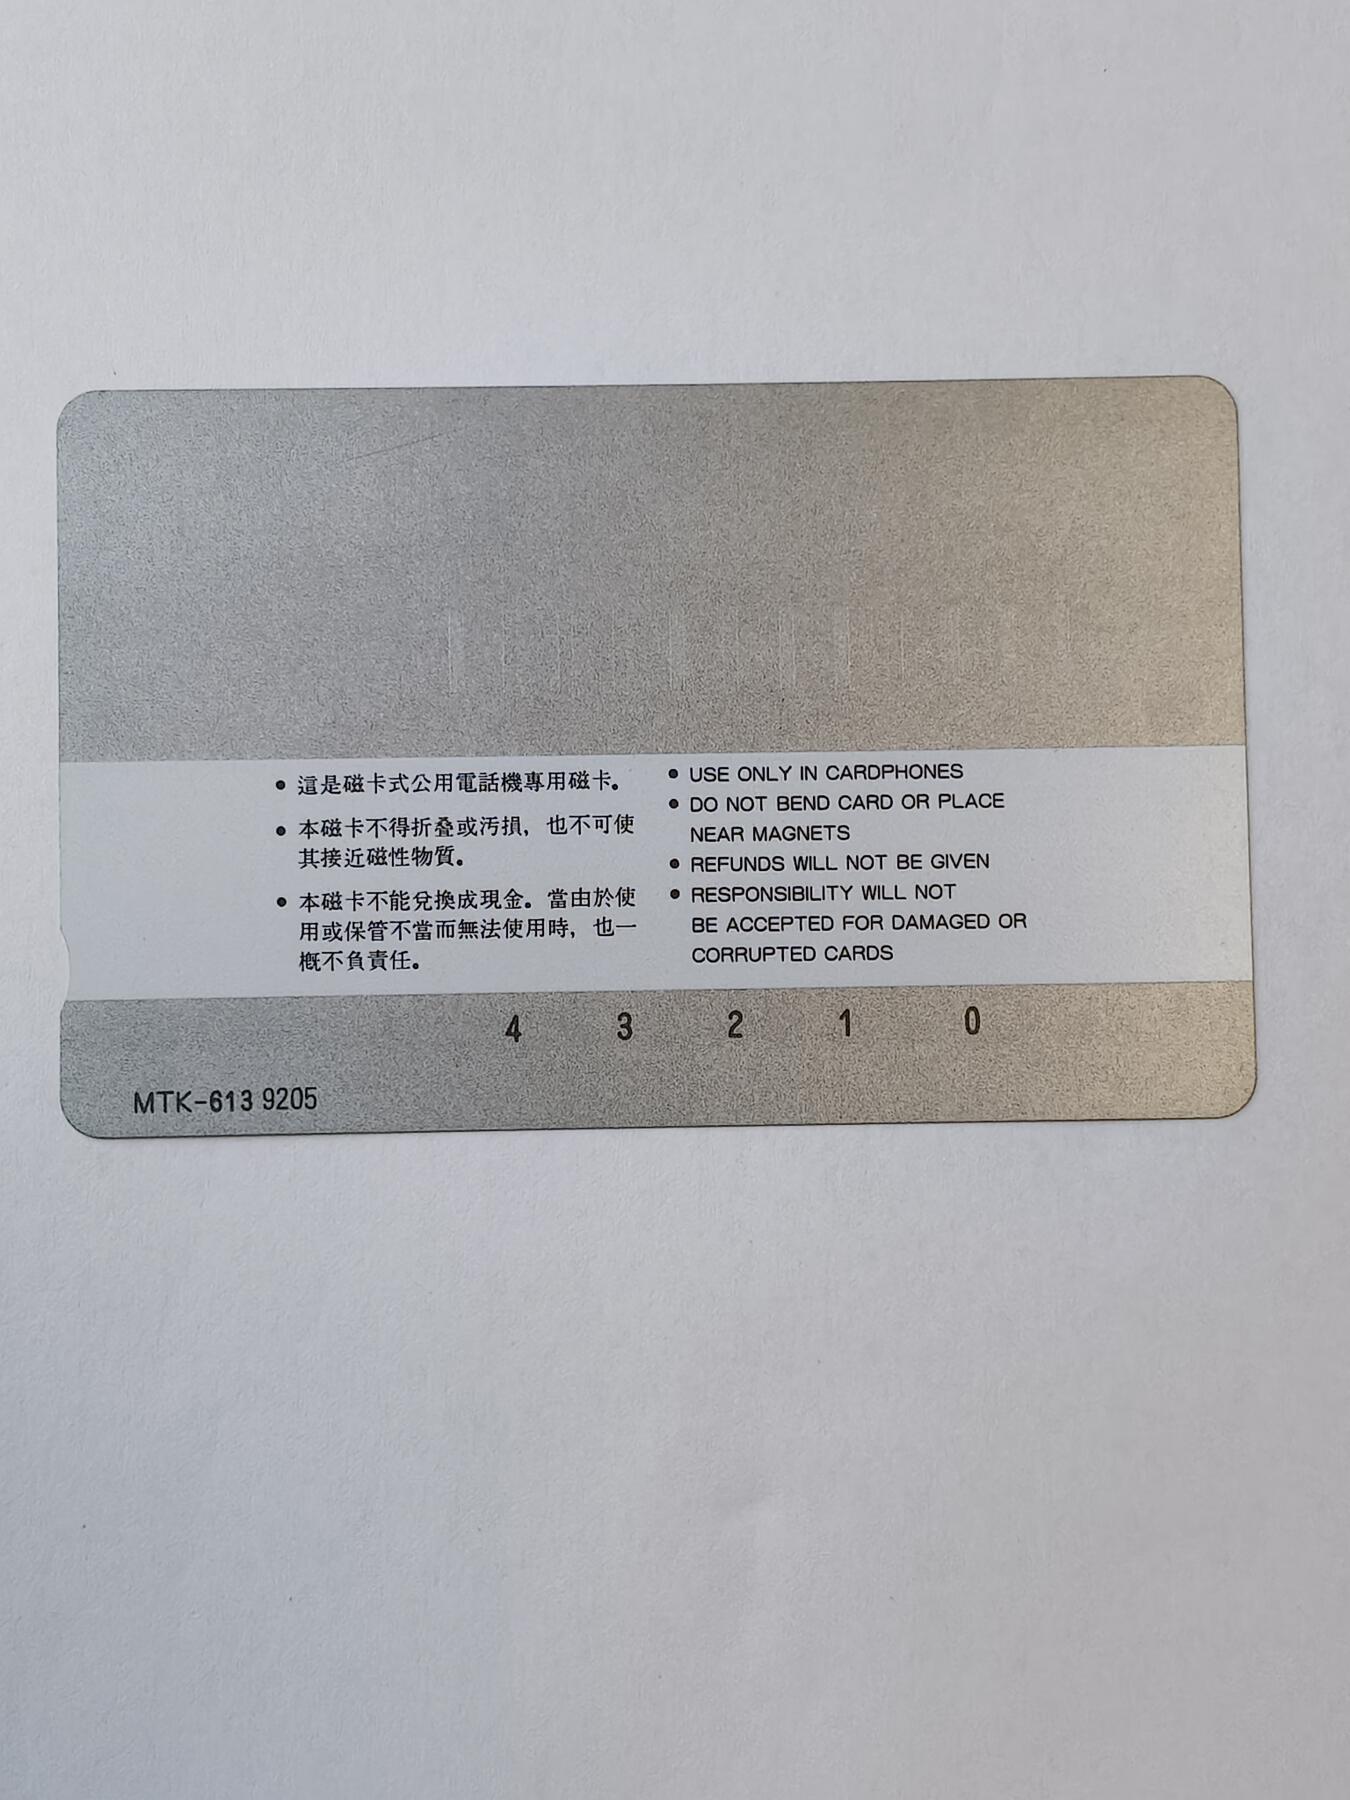 • 這是磁卡式公用電話機專用磁卡。
• 本磁卡不得折叠或汚損，也不可使
其接近磁性物質。
• 本磁卡不能兌換成現金。當由於使
用或保管不當而無法使用時，也一
概不負責任。
• USE ONLY IN CARDPHONES
• DO NOT BEND CARD OR PLACE
NEAR MAGNETS
• REFUNDS WILL NOT BE GIVEN
• RESPONSIBILITY WILL NOT
BE ACCEPTED FOR DAMAGED OR
CORRUPTED CARDS
4 3 2 1 0
MTK-613 9205